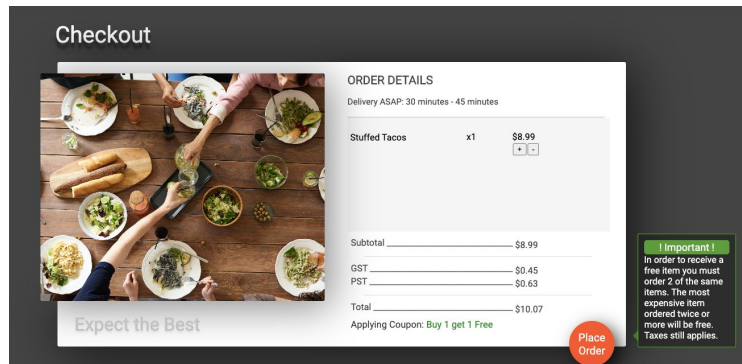 Checkout
ORDER DETAILS
Delivery ASAP: 30 minutes - 45 minutes
Stuffed Tacos x1 $8.99
+ -
Subtotal $8.99
GST $0.45
PST $0.63
Total $10.07
Applying Coupon: Buy 1 get 1 Free
Expect the Best
Place
Order
! Important !
In order to receive a
free item you must
order 2 of the same
items. The most
expensive item
ordered twice or
more will be free.
Taxes still applies.